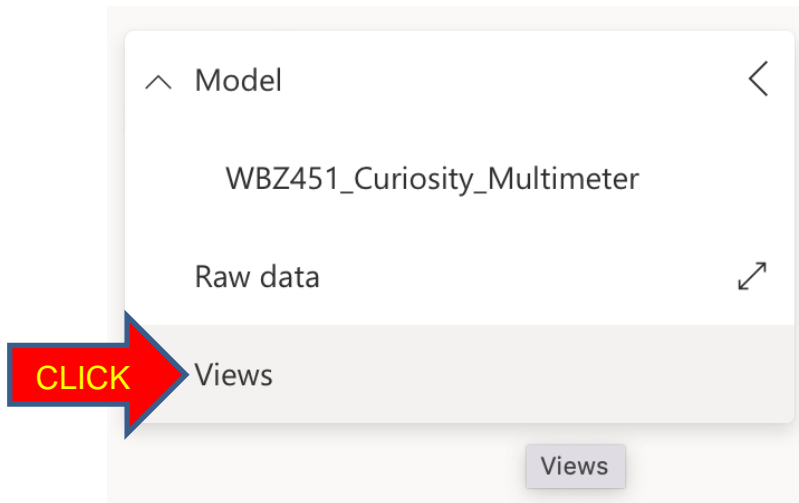 Model
WBZ451_Curiosity_Multimeter
Raw data
CLICK
Views
Views